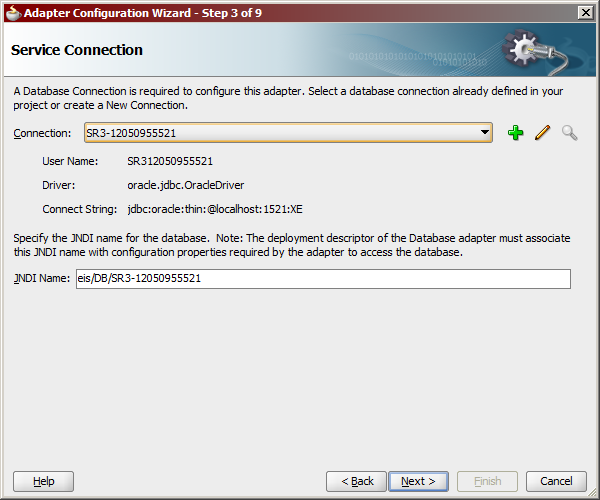 Adapter Configuration Wizard - Step 3 of 9
Service Connection
A Database Connection is required to configure this adapter. Select a database connection already defined in your
project or create a New Connection.
Connection: SR3-12050955521
User Name: SR312050955521
Driver: oracle.jdbc.OracleDriver
Connect String: jdbc:oracle:thin:@localhost:1521:XE
Specify the JNDI name for the database. Note: The deployment descriptor of the Database adapter must associate
this JNDI name with configuration properties required by the adapter to access the database.
JNDI Name: eis/DB/SR3-12050955521
Help < Back Next > Finish Cancel